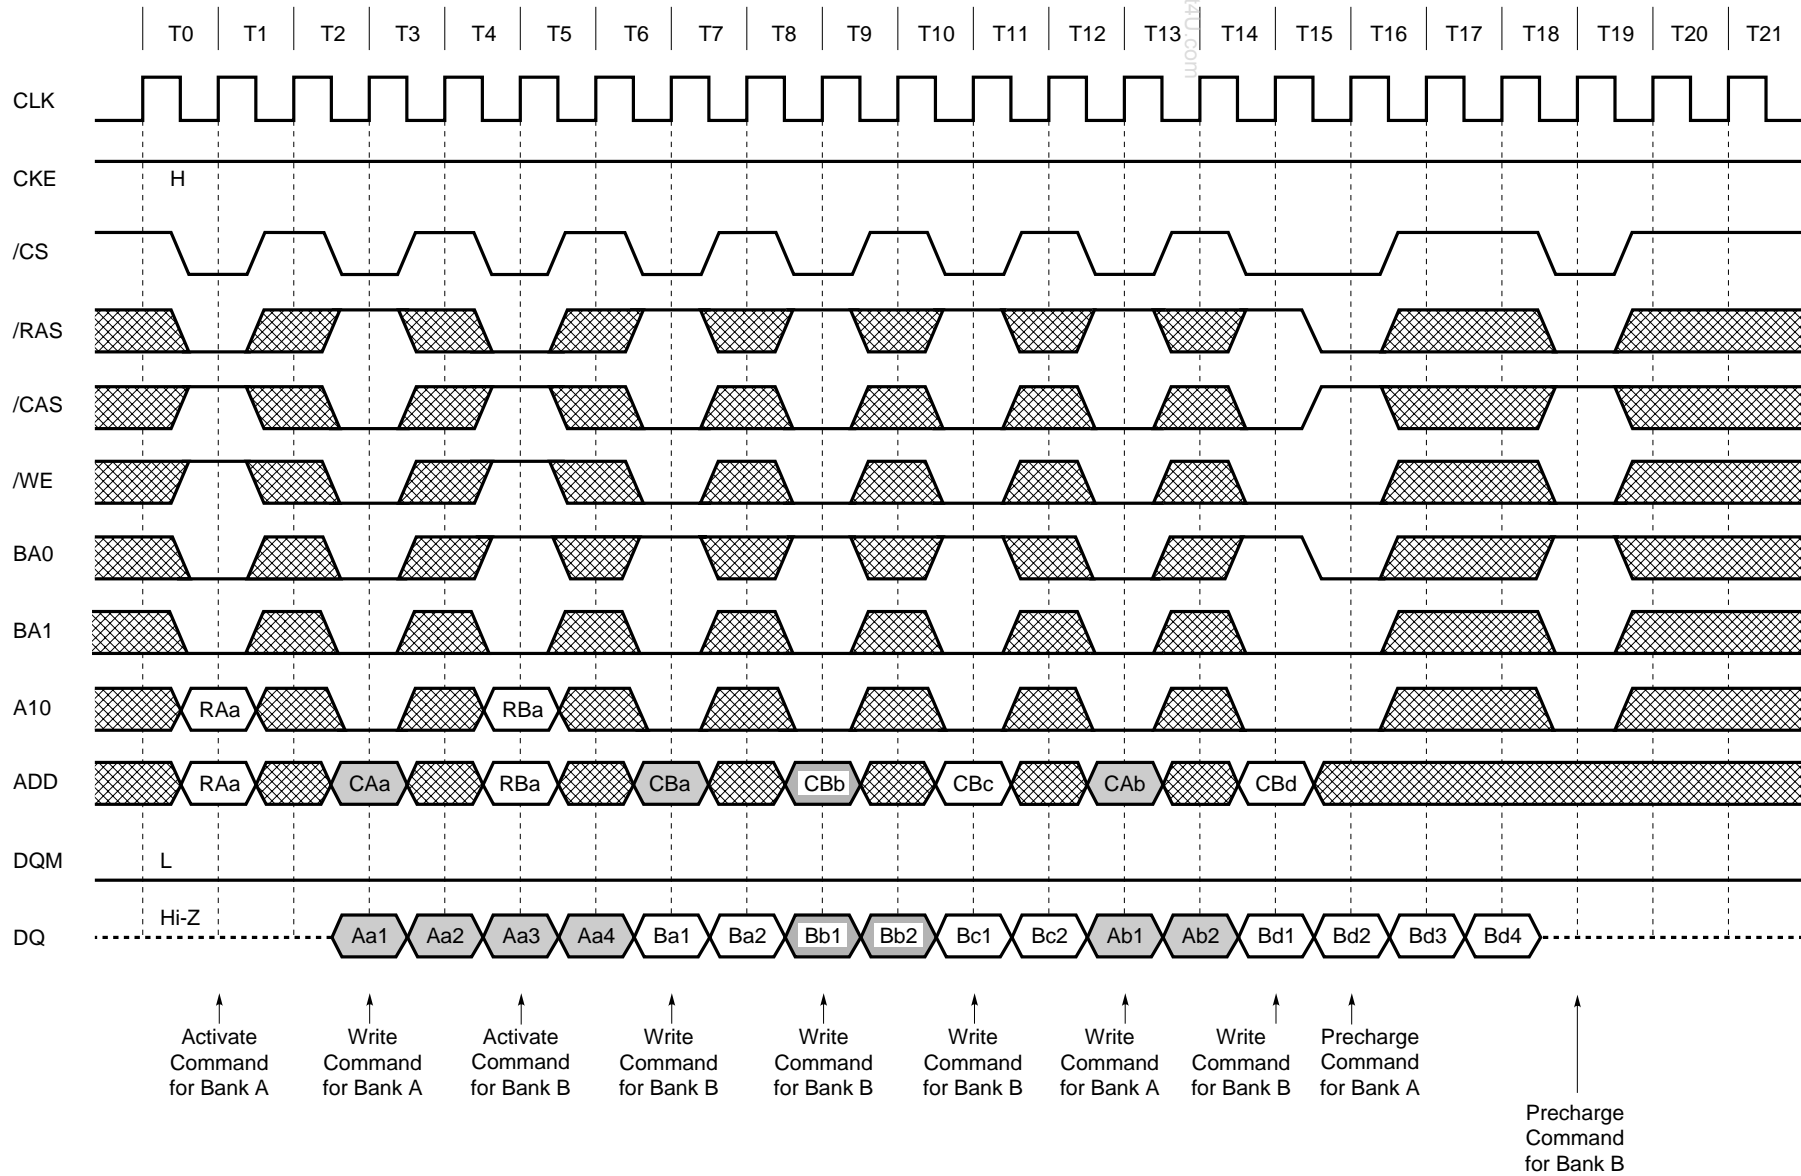 t4U.com
T0 T1 T2 T3 T4 T5 T6 T7 T8 T9 T10 T11 T12 T13 T14 T15 T16 T17 T18 T19 T20 T21
CLK
CKE H
/CS
/RAS
/CAS
/WE
BA0
BA1
A10 RAa RBa
ADD RAa CAa RBa CBa CBb CBc CAb CBd
DQM L
Hi-Z
DQ Aa1 Aa2 Aa3 Aa4 Ba1 Ba2 Bb1 Bb2 Bc1 Bc2 Ab1 Ab2 Bd1 Bd2 Bd3 Bd4
Activate
Command
for Bank A
Write
Command
for Bank A
Activate
Command
for Bank B
Write
Command
for Bank B
Write
Command
for Bank B
Write
Command
for Bank B
Write
Command
for Bank A
Write
Command
for Bank B
Precharge
Command
for Bank A
Precharge
Command
for Bank B